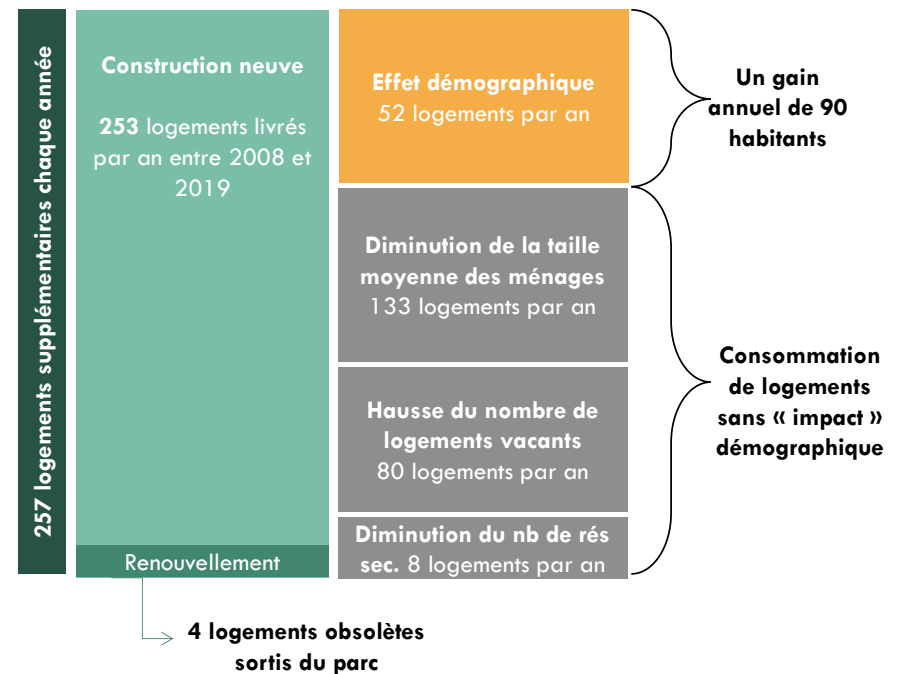 257 logements supplémentaires chaque année
Construction neuve
253 logements livrés
par an entre 2008 et
2019
Renouvellement
4 logements obsolètes
sortis du parc
Effet démographique
52 logements par an
Diminution de la taille
moyenne des ménages
133 logements par an
Hausse du nombre de
logements vacants
80 logements par an
Diminution du nb de rés
sec. 8 logements par an
Un gain
annuel de 90
habitants
Consommation
de logements
sans « impact »
démographique